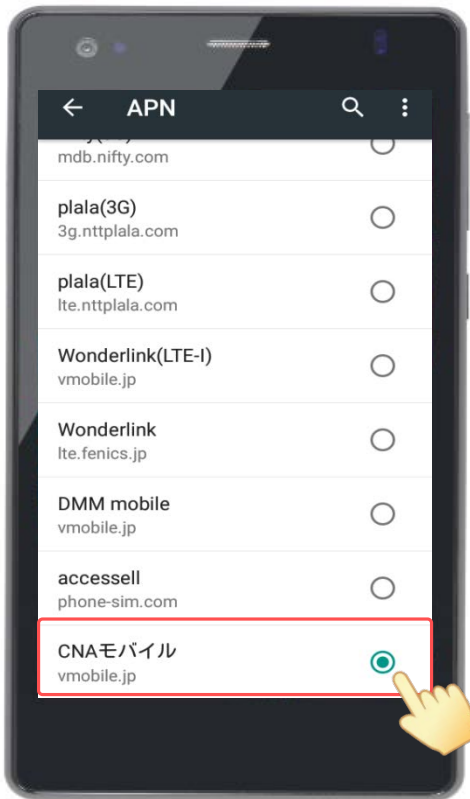 APN
mdb.nifty.com
plala(3G)
3g.nttplala.com
plala(LTE)
lte.nttplala.com
Wonderlink(LTE-I)
vmobile.jp
Wonderlink
lte.fenics.jp
DMM mobile
vmobile.jp
accessell
phone-sim.com
CNAモバイル
vmobile.jp